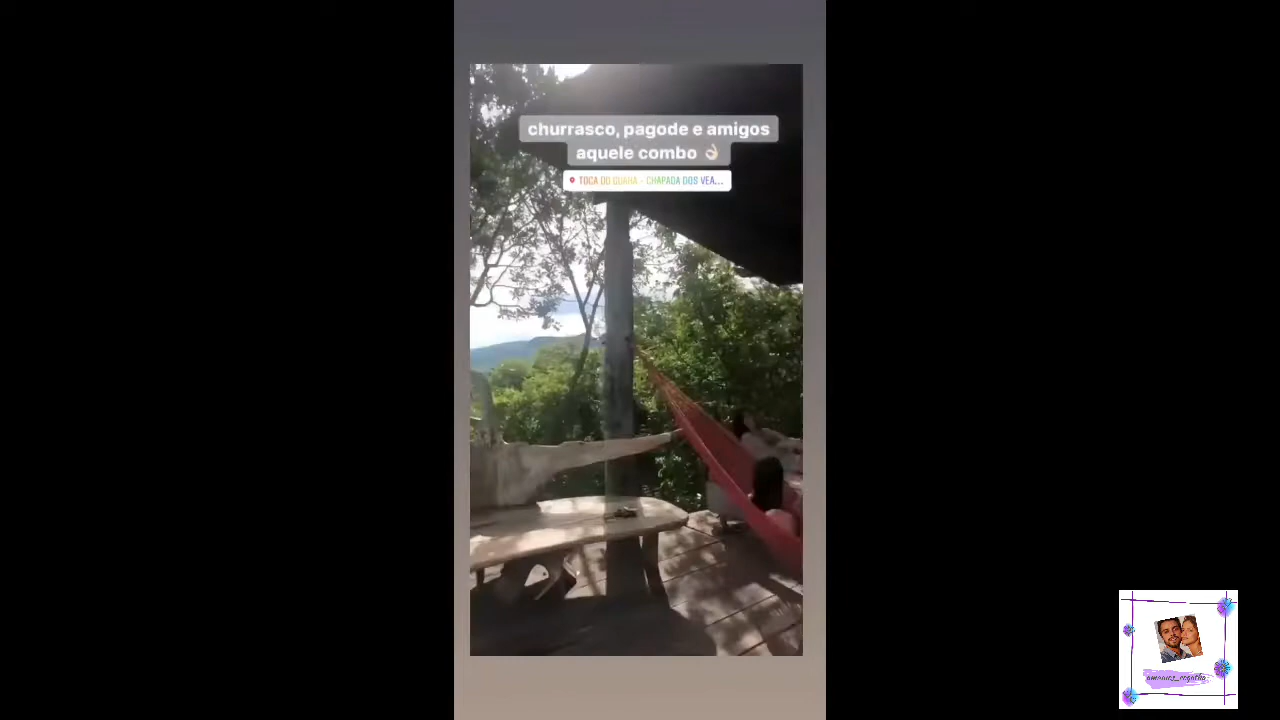 churrasco, pagode e amigos
aquele combo 👌🏻
TOCA DO GUARÁ - CHAPADA DOS VEA...